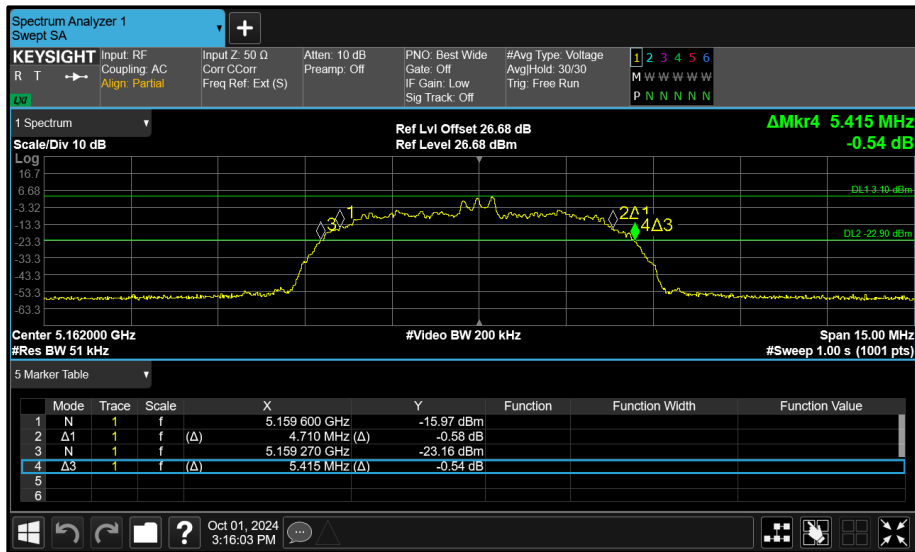 Spectrum Analyzer 1
Swept SA
+
KEYSIGHT Input: RF Input Z: 50 Ω Atten: 10 dB PNO: Best Wide #Avg Type: Voltage 1 2 3 4 5 6
R T Coupling: AC Corr CCorr Preamp: Off Gate: Off Avg|Hold: 30/30 M W W W W W
Align: Partial Freq Ref: Ext (S) IF Gain: Low Trig: Free Run
LXI Sig Track: Off P N N N N N
1 Spectrum Ref Lvl Offset 26.68 dB ΔMkr4 5.415 MHz
Scale/Div 10 dB Ref Level 26.68 dBm -0.54 dB
Log
16.7
6.68
DL1 3.10 dBm
-3.32
1 2Δ1
-13.3
3 4Δ3
-23.3
DL2 -22.90 dBm
-33.3
-43.3
-53.3
-63.3
Center 5.162000 GHz #Video BW 200 kHz Span 15.00 MHz
#Res BW 51 kHz #Sweep 1.00 s (1001 pts)
5 Marker Table
Mode Trace Scale X Y Function Function Width Function Value
1 N 1 f 5.159 600 GHz -15.97 dBm
2 Δ1 1 f (Δ) 4.710 MHz (Δ) -0.58 dB
3 N 1 f 5.159 270 GHz -23.16 dBm
4 Δ3 1 f (Δ) 5.415 MHz (Δ) -0.54 dB
5
6
? Oct 01, 2024
3:16:03 PM